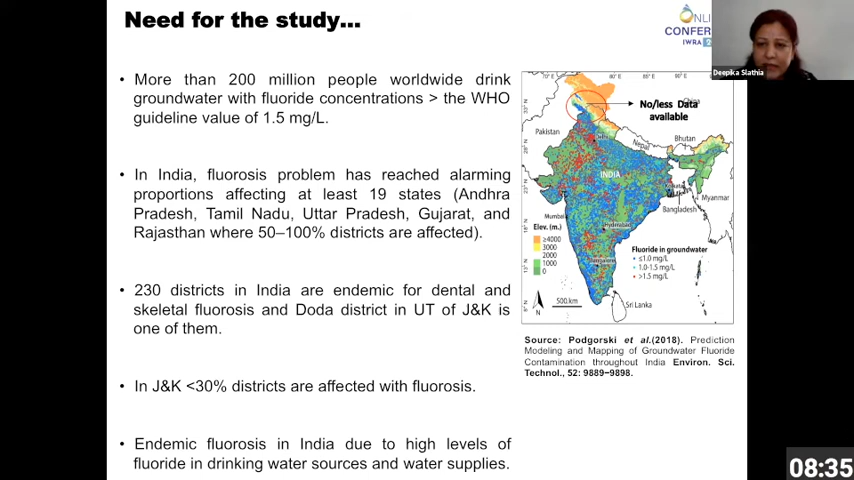 Need for the study...
NLI
CONFER
IWRA
Deepika Slathia
• More than 200 million people worldwide drink
groundwater with fluoride concentrations > the WHO
guideline value of 1.5 mg/L.
• In India, fluorosis problem has reached alarming
proportions affecting at least 19 states (Andhra
Pradesh, Tamil Nadu, Uttar Pradesh, Gujarat, and
Rajasthan where 50–100% districts are affected).
• 230 districts in India are endemic for dental and
skeletal fluorosis and Doda district in UT of J&K is
one of them.
• In J&K <30% districts are affected with fluorosis.
• Endemic fluorosis in India due to high levels of
fluoride in drinking water sources and water supplies.
No/less Data
available
China
Pakistan
Nepal
Bhutan
INDIA
Bangladesh
Myanmar
Mumbai
Hyderabad
Bangalore
Elev. (m.)
≥4000
3000
2000
1000
0
Fluoride in groundwater
≤1.0 mg/L
1.0-1.5 mg/L
>1.5 mg/L
N
500 km
Sri Lanka
Source: Podgorski et al.(2018). Prediction
Modeling and Mapping of Groundwater Fluoride
Contamination throughout India Environ. Sci.
Technol., 52: 9889−9898.
08:35